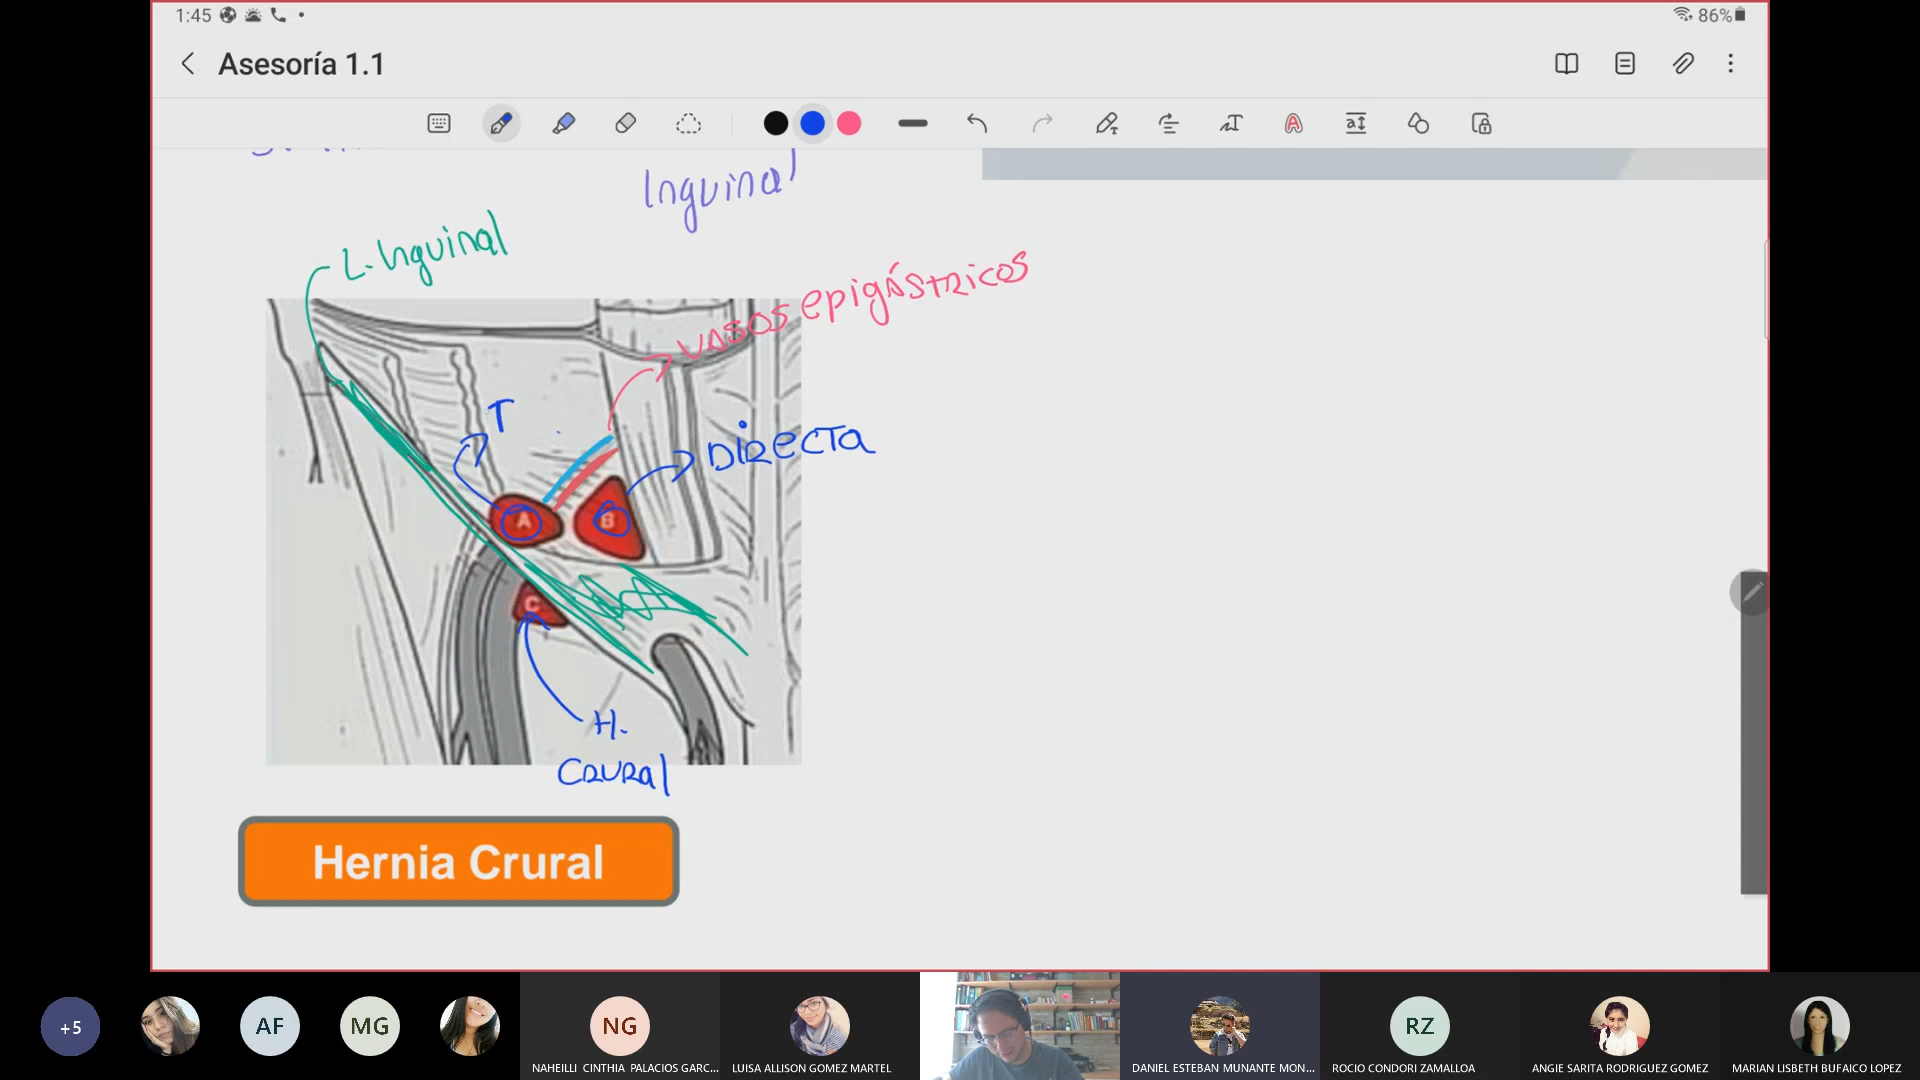 1:45
86%
Asesoría 1.1
Inguinal
L. Inguinal
vasos epigástricos
DIRECTA
A
B
C
H.
CRURal
Hernia Crural
+5
AF
MG
NG
RZ
NAHEILLI CINTHIA PALACIOS GARC...
LUISA ALLISON GOMEZ MARTEL
DANIEL ESTEBAN MUNANTE MON...
ROCIO CONDORI ZAMALLOA
ANGIE SARITA RODRIGUEZ GOMEZ
MARIAN LISBETH BUFAICO LOPEZ